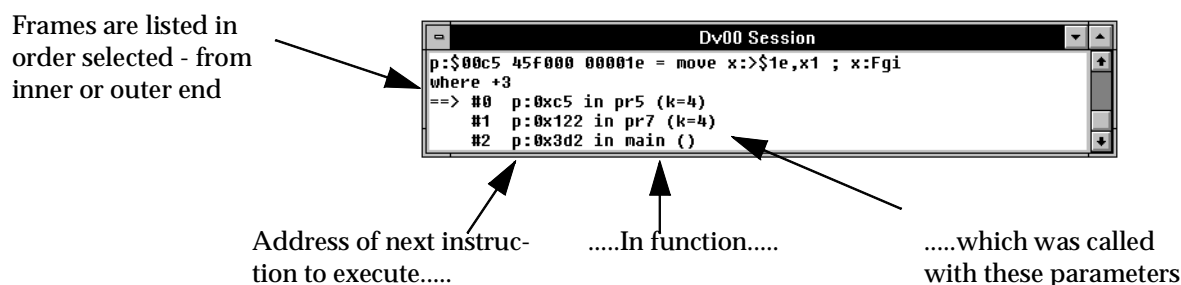 Frames are listed in
order selected - from
inner or outer end
Dv00 Session
p:$00c5 45f000 00001e = move x:>$1e,x1 ; x:Fgi
where +3
==> #0 p:0xc5 in pr5 (k=4)
#1 p:0x122 in pr7 (k=4)
#2 p:0x3d2 in main ()
Address of next instruc-
tion to execute.....
.....In function.....
.....which was called
with these parameters